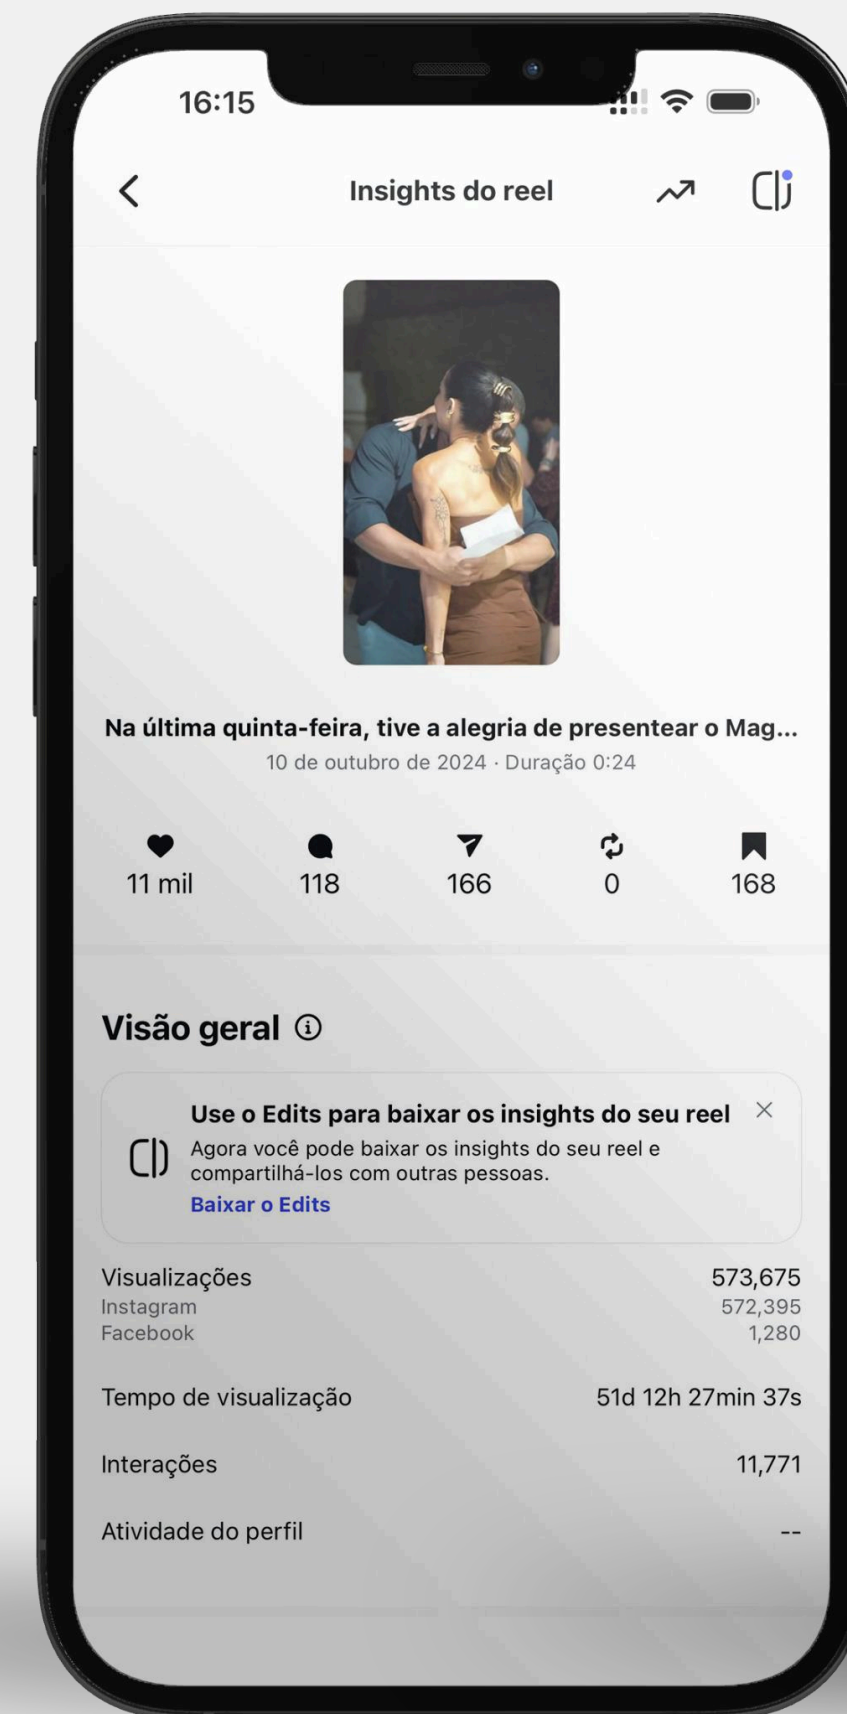 16:15
Insights do reel
Na última quinta-feira, tive a alegria de presentear o Mag...
10 de outubro de 2024 · Duração 0:24
11 mil
118
166
0
168
Visão geral
Use o Edits para baixar os insights do seu reel
Agora você pode baixar os insights do seu reel e
compartilhá-los com outras pessoas.
Baixar o Edits
Visualizações 573,675
Instagram 572,395
Facebook 1,280
Tempo de visualização 51d 12h 27min 37s
Interações 11,771
Atividade do perfil --